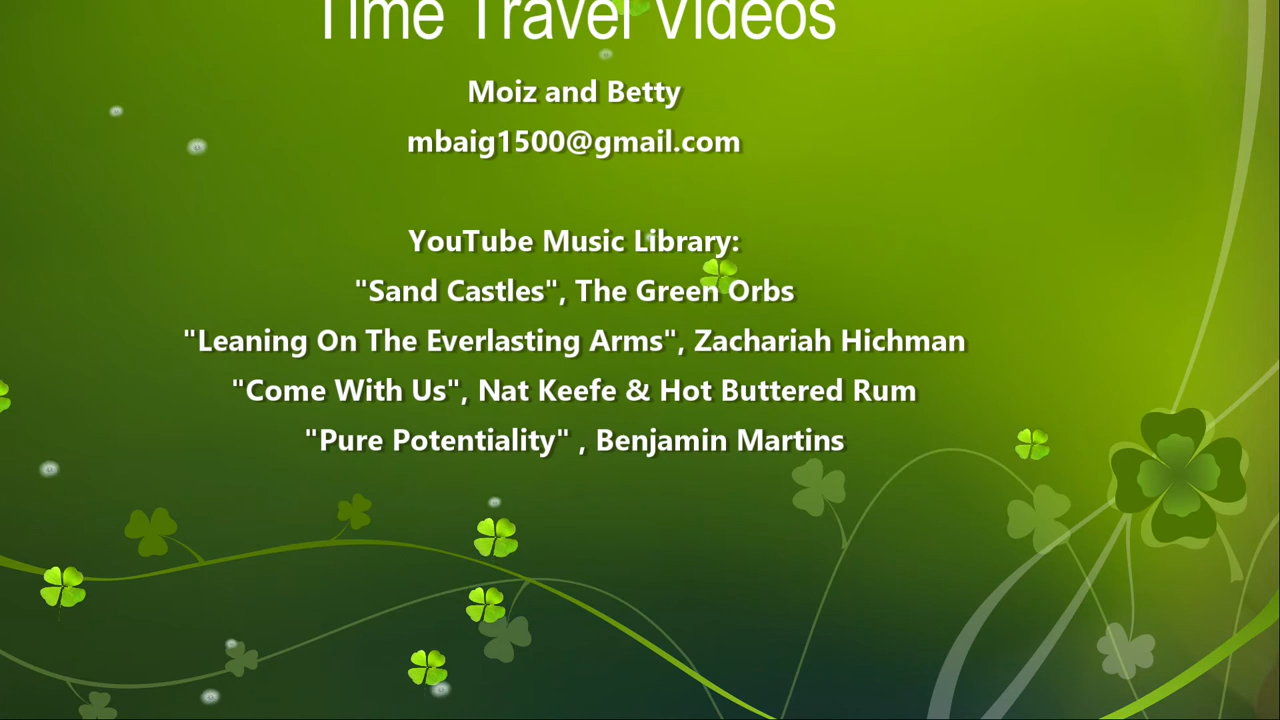 Time Travel Videos
Moiz and Betty
mbaig1500@gmail.com
YouTube Music Library:
"Sand Castles", The Green Orbs
"Leaning On The Everlasting Arms", Zachariah Hichman
"Come With Us", Nat Keefe & Hot Buttered Rum
"Pure Potentiality" , Benjamin Martins